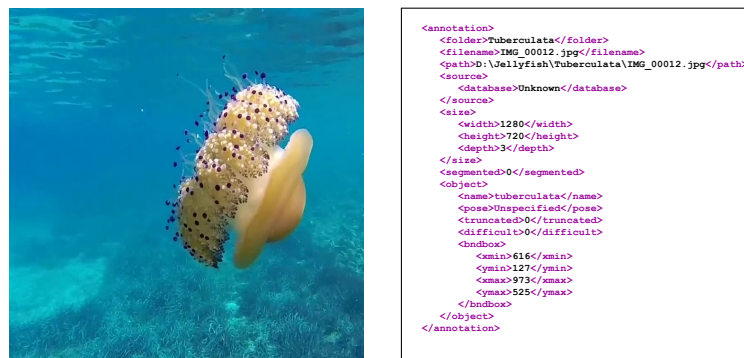 <annotation>
<folder>Tuberculata</folder>
<filename>IMG_00012.jpg</filename>
<path>D:\Jellyfish\Tuberculata\IMG_00012.jpg</path>
<source>
<database>Unknown</database>
</source>
<size>
<width>1280</width>
<height>720</height>
<depth>3</depth>
</size>
<segmented>0</segmented>
<object>
<name>tuberculata</name>
<pose>Unspecified</pose>
<truncated>0</truncated>
<difficult>0</difficult>
<bndbox>
<xmin>616</xmin>
<ymin>127</ymin>
<xmax>973</xmax>
<ymax>525</ymax>
</bndbox>
</object>
</annotation>